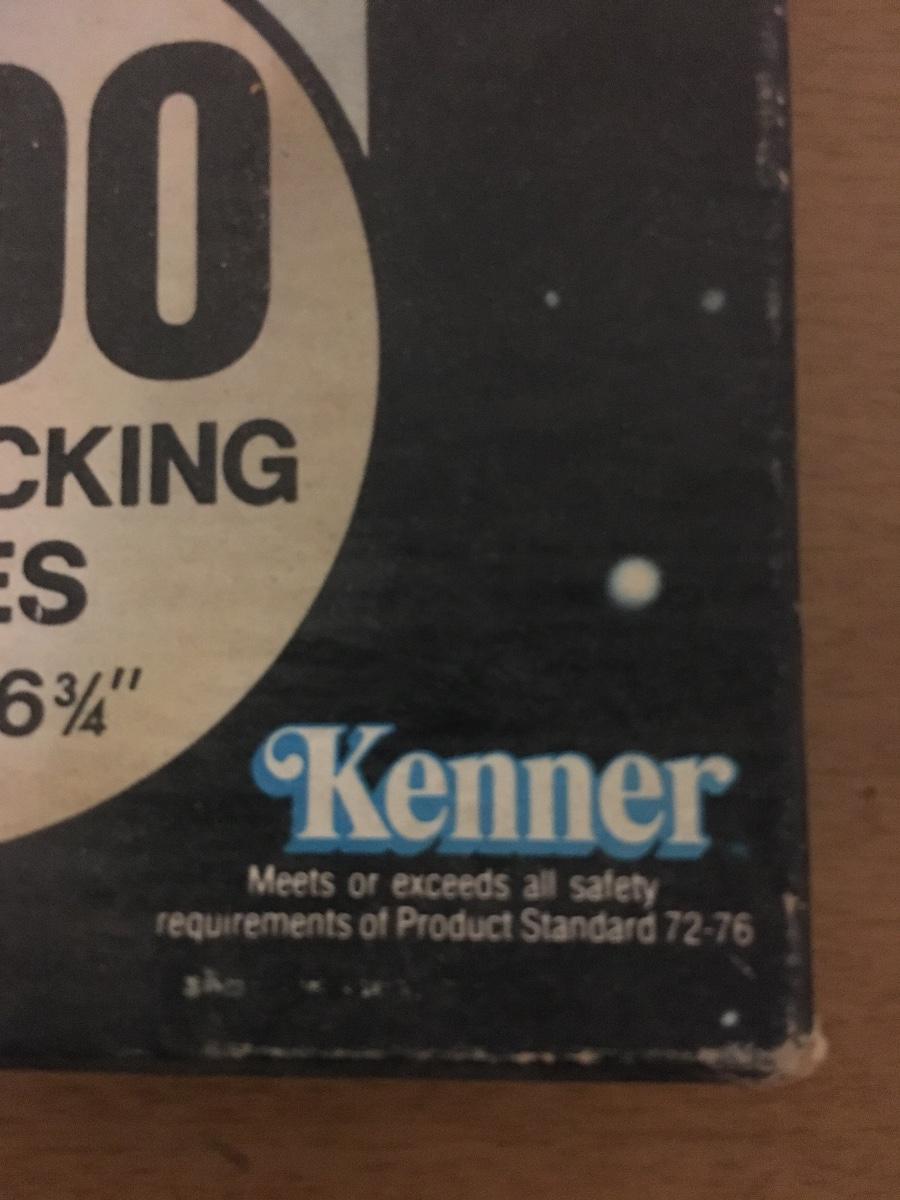 00
CKING
ES
6¾"
Kenner
Meets or exceeds all safety
requirements of Product Standard 72-76